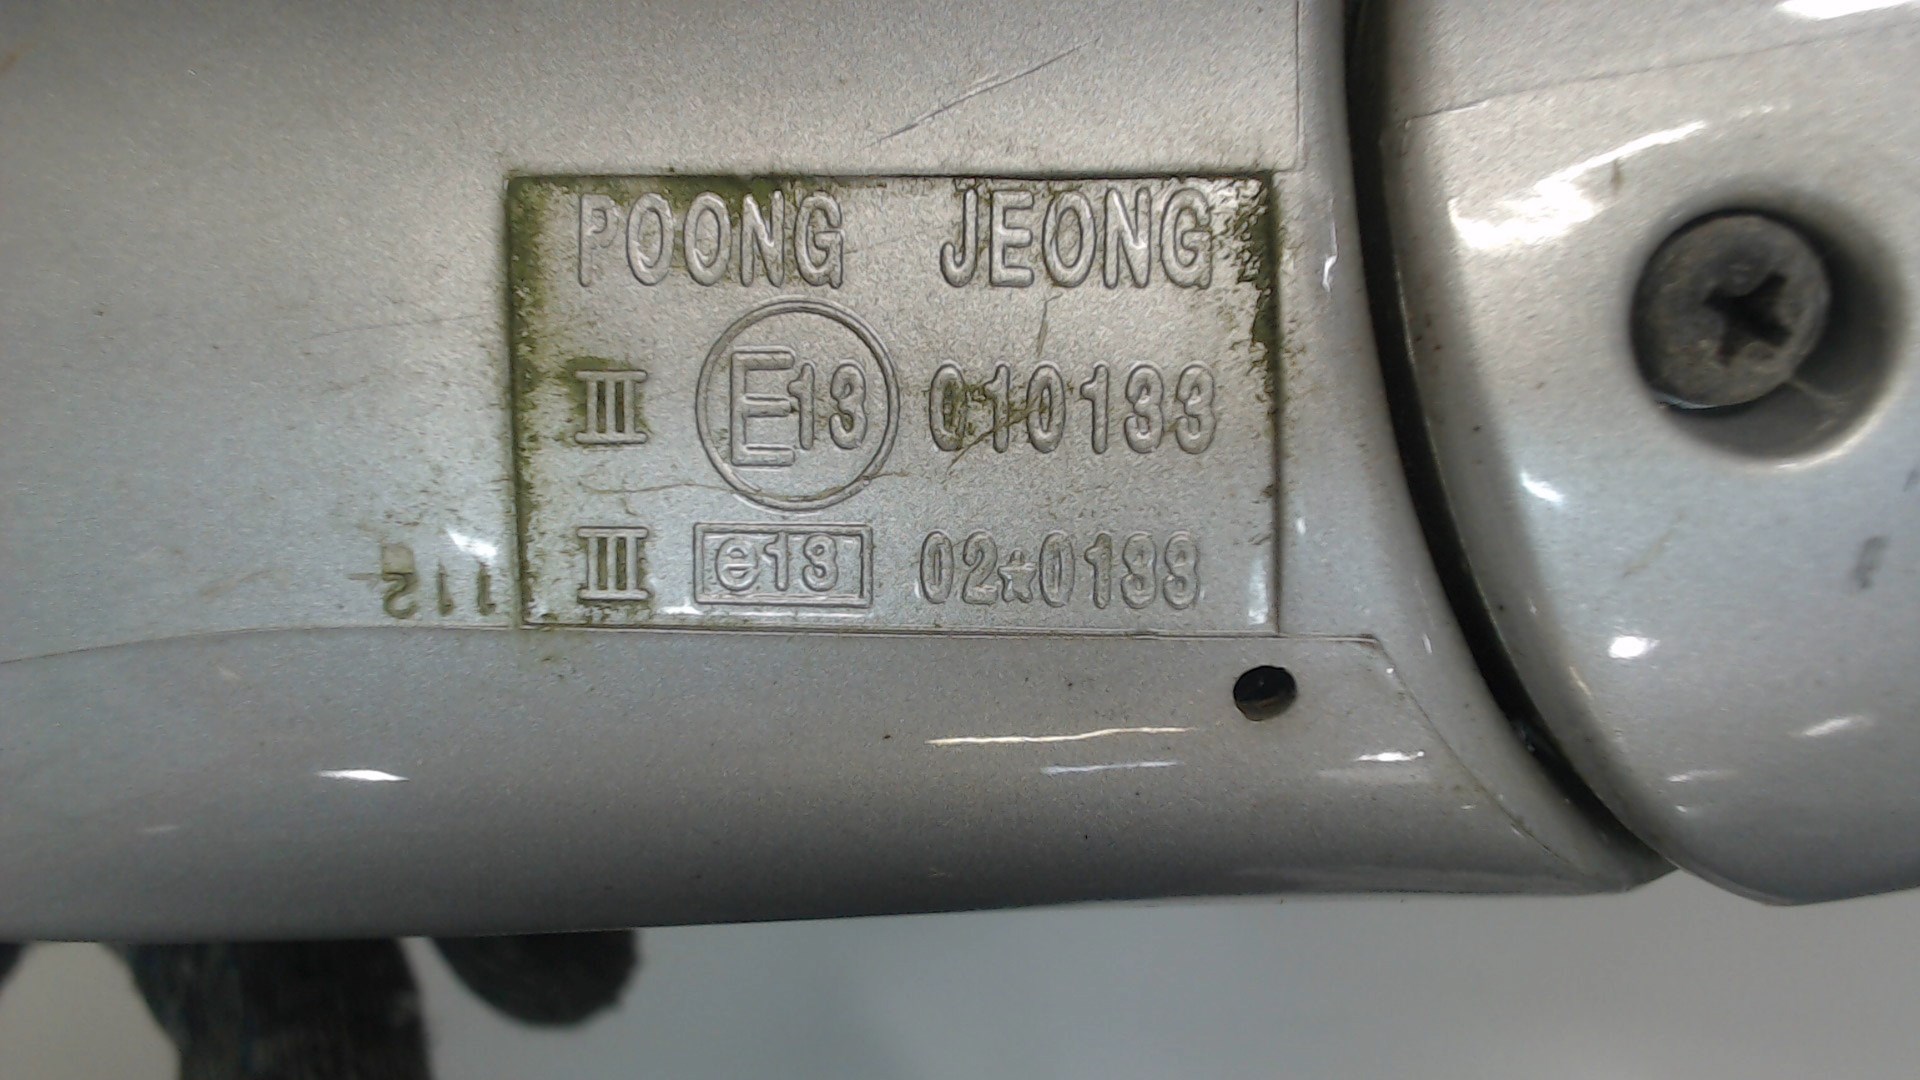 POONG JEONG
III E13 010133
III e13 02*0133
112